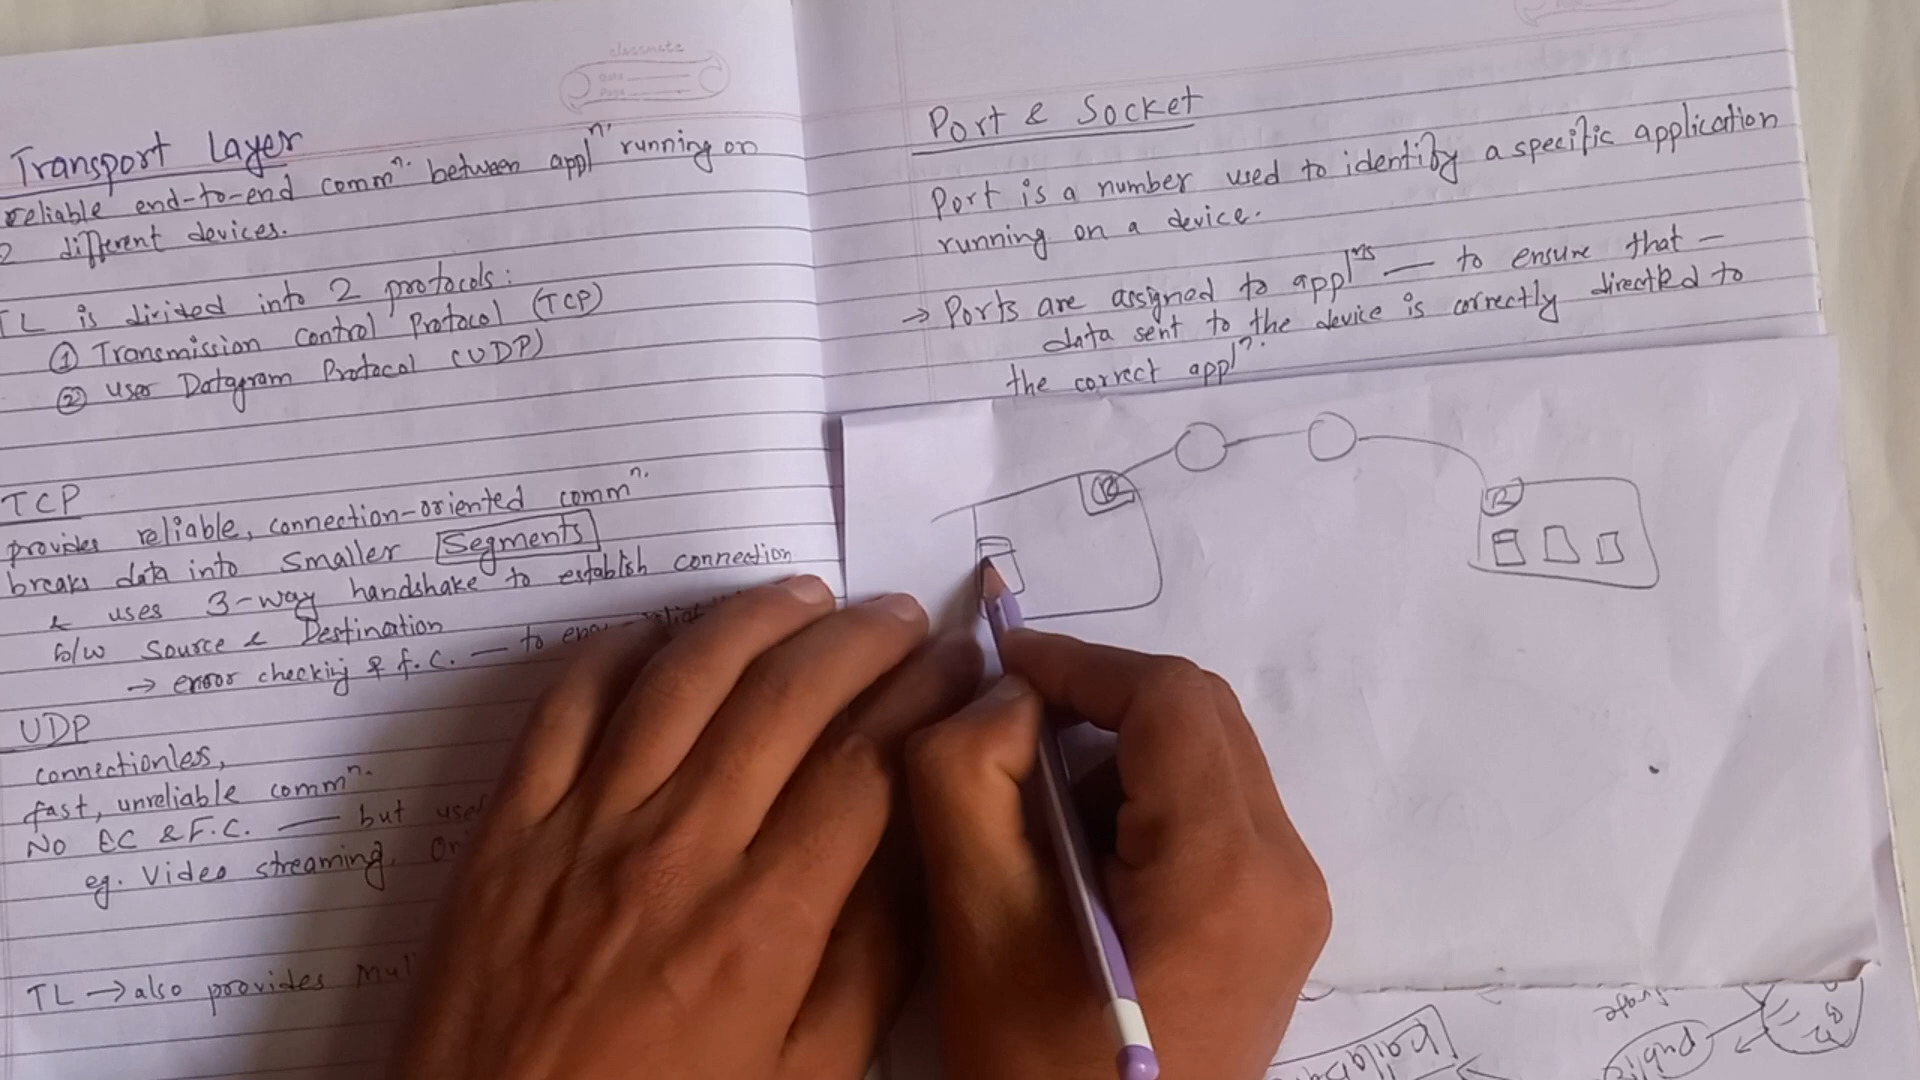 classmate
Date
Page
Transport Layer
reliable end-to-end commⁿ. between applⁿ. running on
2 different devices.
TL is divided into 2 protocols:
① Transmission Control Protocol (TCP)
② User Datagram Protocol (UDP)
TCP
provides reliable, connection-oriented commⁿ.
breaks data into smaller Segments
& uses 3-way handshake to establish connection
b/w Source & Destination
→ error checking & f.c. — to
UDP
connectionless,
fast, unreliable commⁿ.
No EC & F.C. — but
eg. Video streaming,
TL → also provides
Port & Socket
Port is a number used to identify a specific application
running on a device.
→ Ports are assigned to applⁿˢ — to ensure that —
data sent to the device is correctly directed to
the correct applⁿ.
R
R
Public